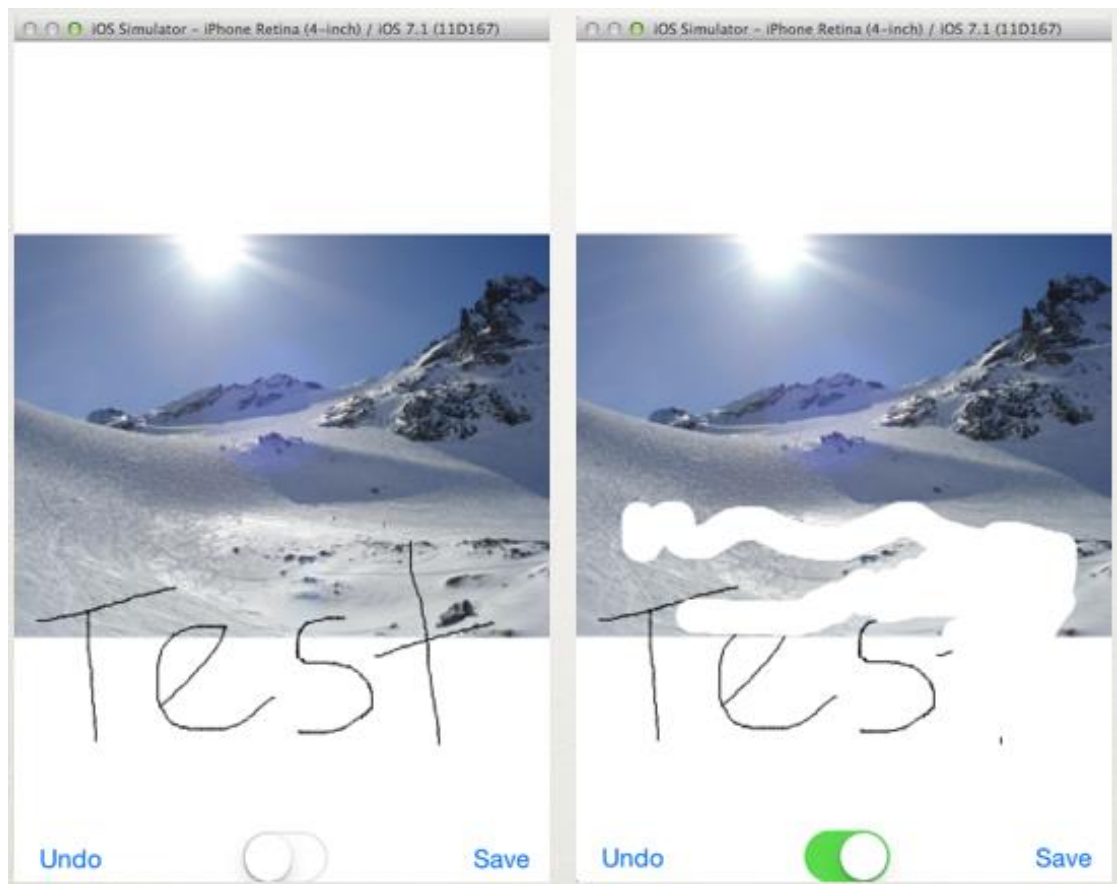 iOS Simulator - iPhone Retina (4-inch) / iOS 7.1 (11D167)
Test
Undo
Save
iOS Simulator - iPhone Retina (4-inch) / iOS 7.1 (11D167)
Tes
Undo
Save